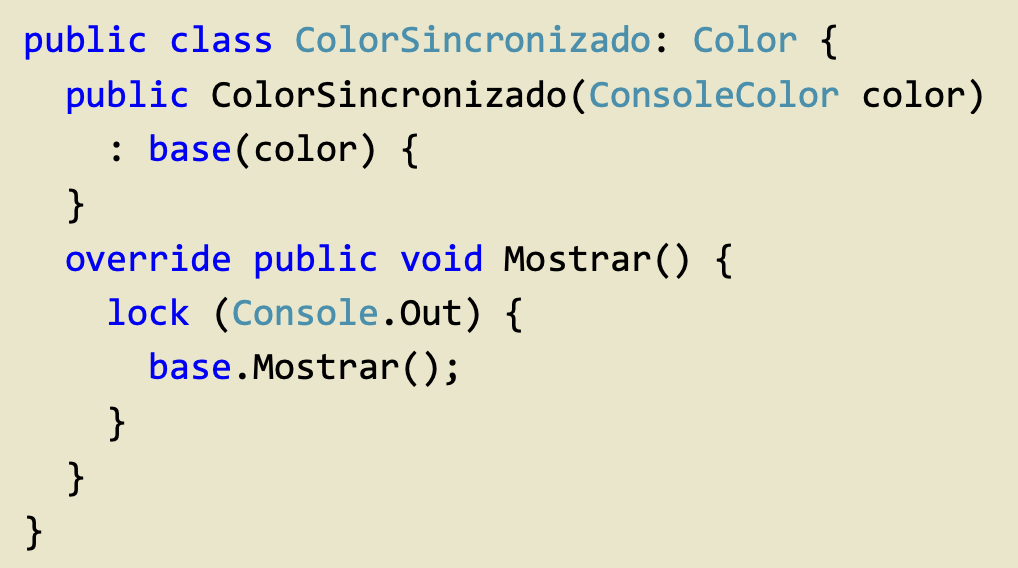 public class ColorSincronizado: Color {
  public ColorSincronizado(ConsoleColor color)
    : base(color) {
  }
  override public void Mostrar() {
    lock (Console.Out) {
      base.Mostrar();
    }
  }
}